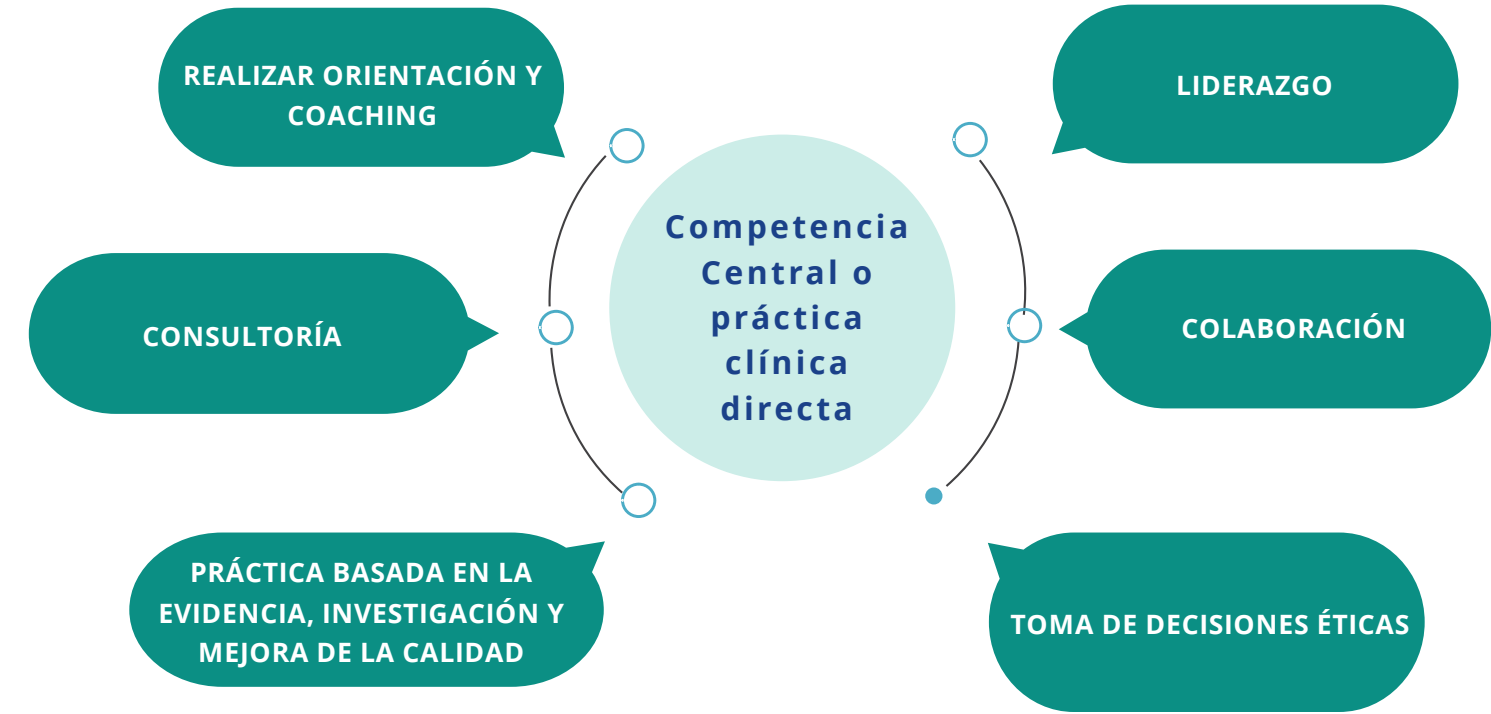 REALIZAR ORIENTACIÓN Y
COACHING
LIDERAZGO
Competencia
Central o
práctica
clínica
directa
CONSULTORÍA
COLABORACIÓN
PRÁCTICA BASADA EN LA
EVIDENCIA, INVESTIGACIÓN Y
MEJORA DE LA CALIDAD
TOMA DE DECISIONES ÉTICAS